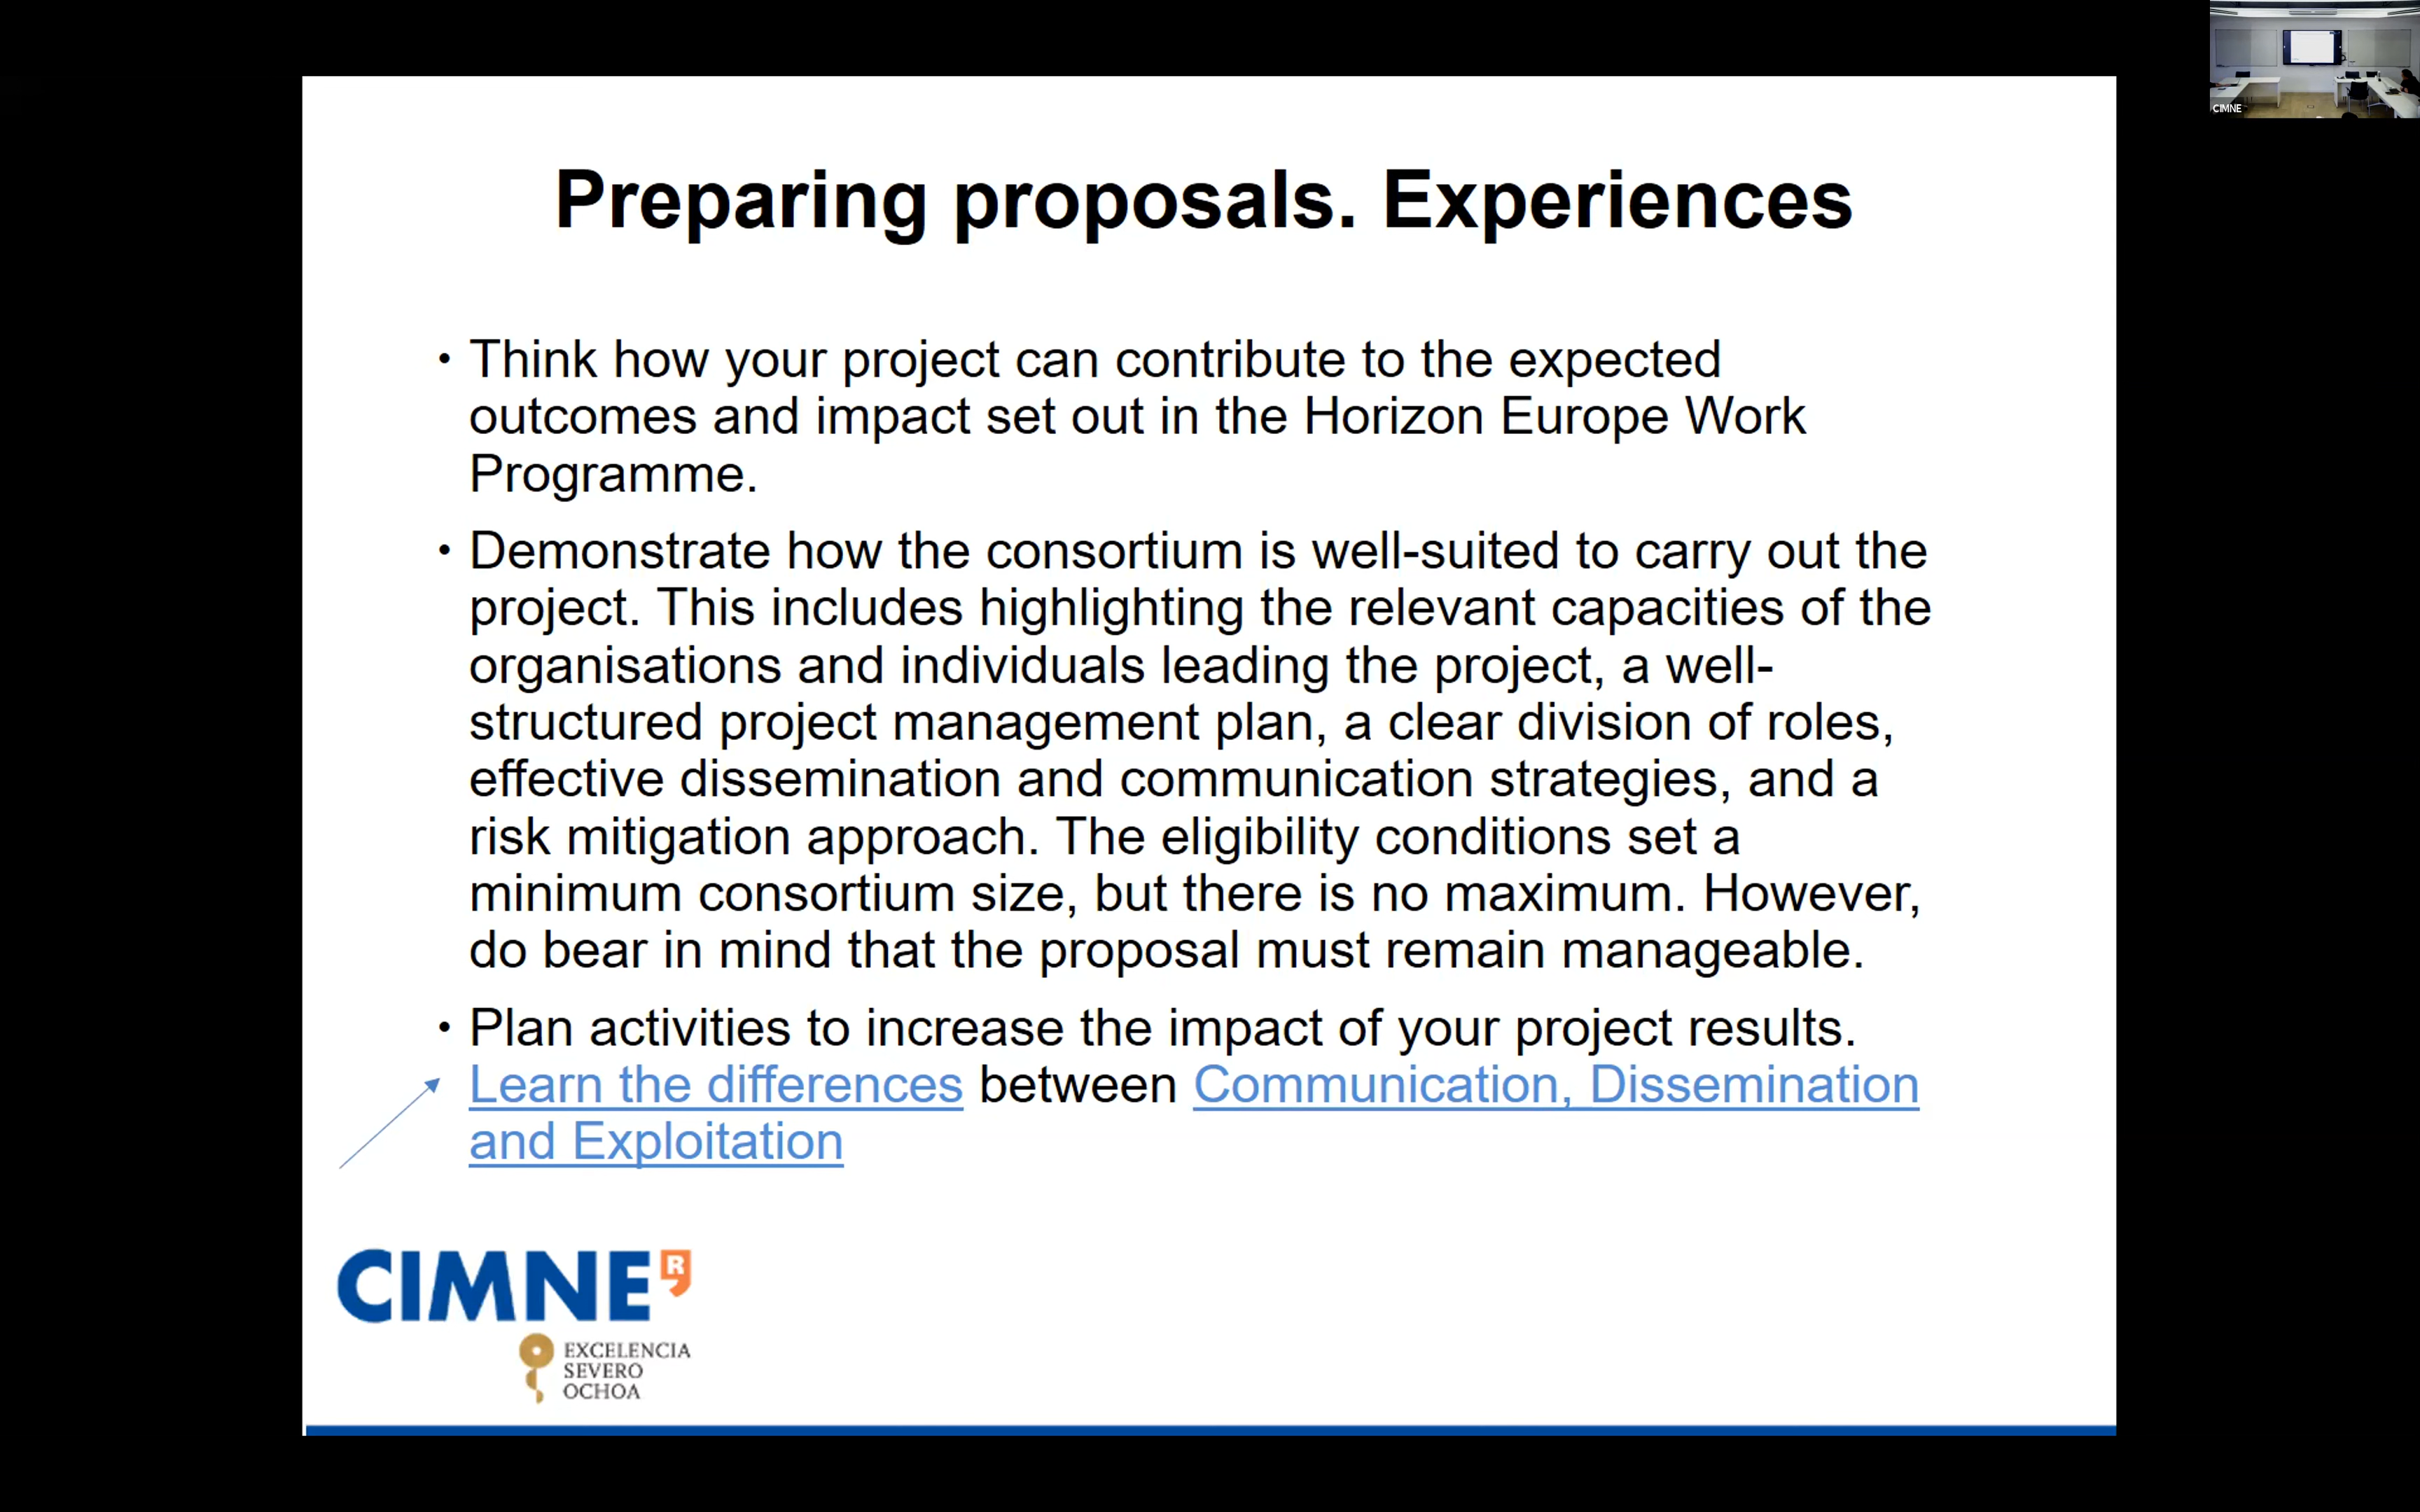 CIMNE
Preparing proposals. Experiences
• Think how your project can contribute to the expected
outcomes and impact set out in the Horizon Europe Work
Programme.
• Demonstrate how the consortium is well-suited to carry out the
project. This includes highlighting the relevant capacities of the
organisations and individuals leading the project, a well-
structured project management plan, a clear division of roles,
effective dissemination and communication strategies, and a
risk mitigation approach. The eligibility conditions set a
minimum consortium size, but there is no maximum. However,
do bear in mind that the proposal must remain manageable.
• Plan activities to increase the impact of your project results.
Learn the differences between Communication, Dissemination
and Exploitation
CIMNE R
EXCELENCIA
SEVERO
OCHOA